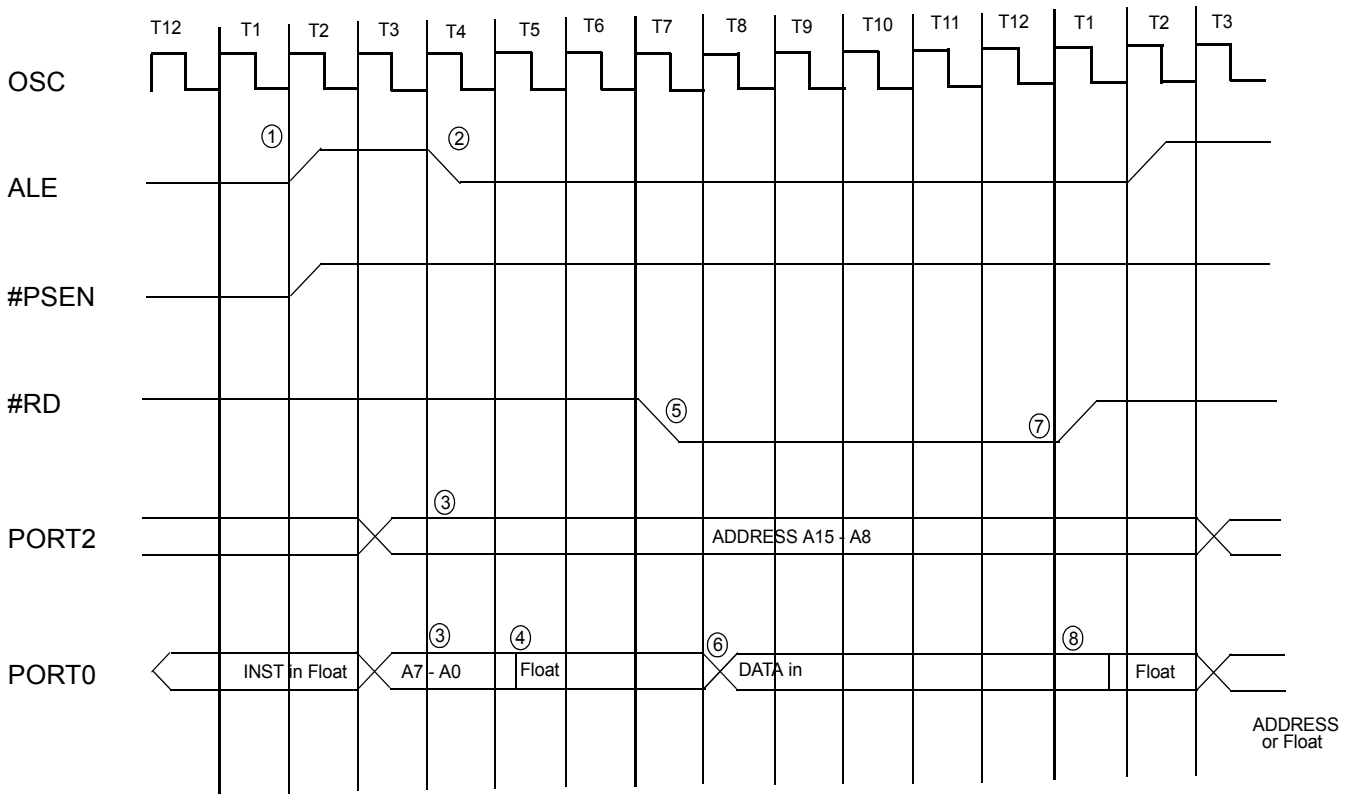 T12 T1 T2 T3 T4 T5 T6 T7 T8 T9 T10 T11 T12 T1 T2 T3
OSC
① ②
ALE
#PSEN
#RD
⑤ ⑦
③
PORT2
ADDRESS A15 - A8
③ ④ ⑥ ⑧
PORT0
INST in Float A7 - A0 Float DATA in Float
ADDRESS
or Float